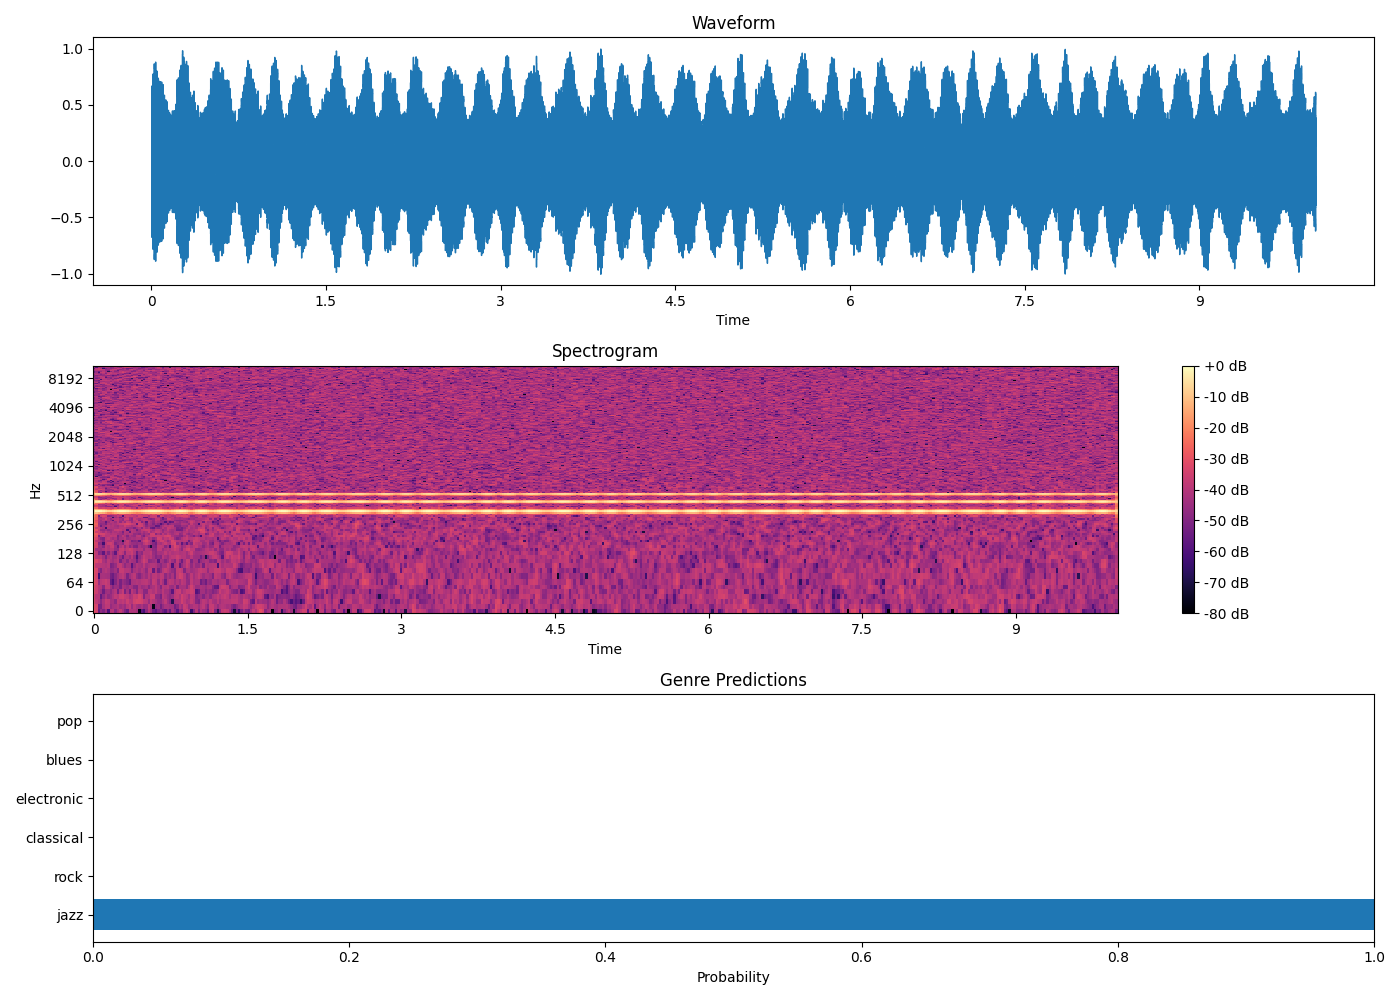 Waveform
1.0
0.5
0.0
−0.5
−1.0
0 1.5 3 4.5 6 7.5 9
Time
Spectrogram
8192
4096
2048
1024
512
256
128
64
0
Hz
0 1.5 3 4.5 6 7.5 9
Time
+0 dB
-10 dB
-20 dB
-30 dB
-40 dB
-50 dB
-60 dB
-70 dB
-80 dB
Genre Predictions
pop
blues
electronic
classical
rock
jazz
0.0 0.2 0.4 0.6 0.8 1.0
Probability